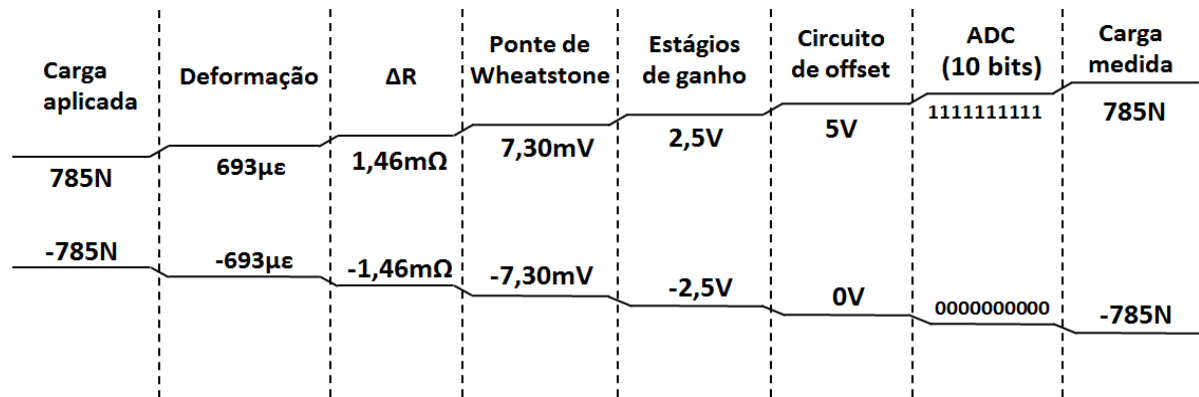 Carga
aplicada
Deformação
ΔR
Ponte de
Wheatstone
Estágios
de ganho
Circuito
de offset
ADC
(10 bits)
Carga
medida
785N
693µε
1,46mΩ
7,30mV
2,5V
5V
1111111111
785N
-785N
-693µε
-1,46mΩ
-7,30mV
-2,5V
0V
0000000000
-785N